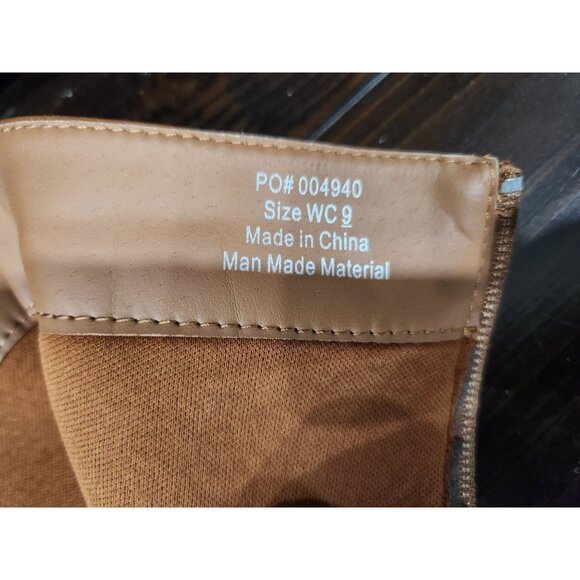 PO# 004940
Size WC 9
Made in China
Man Made Material